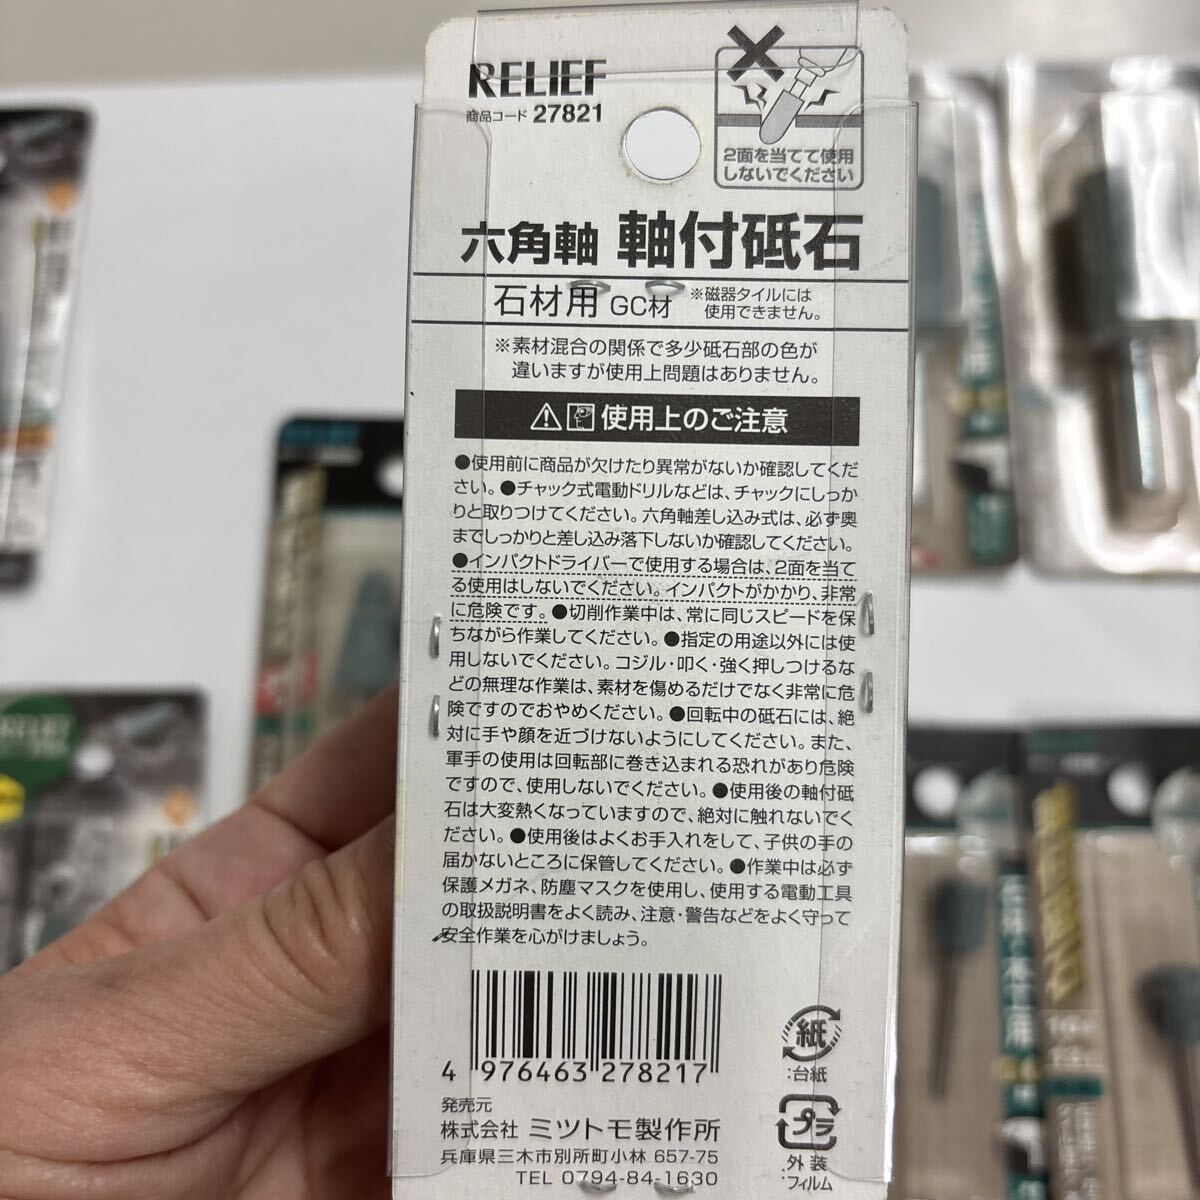 RELIEF
商品コード 27821
2面を当てて使用
しないでください
六角軸 軸付砥石
石材用 GC材 ※磁器タイルには
使用できません。
※素材混合の関係で多少砥石部の色が
違いますが使用上問題はありません。
使用上のご注意
●使用前に商品が欠けたり異常がないか確認してくだ
さい。●チャック式電動ドリルなどは、チャックにしっか
りと取りつけてください。六角軸差し込み式は、必ず奥
までしっかりと差し込み落下しないか確認してください。
●インパクトドライバーで使用する場合は、2面を当て
る使用はしないでください。インパクトがかかり、非常
に危険です。●切削作業中は、常に同じスピードを保
ちながら作業してください。●指定の用途以外には使
用しないでください。コジル・叩く・強く押しつけるな
どの無理な作業は、素材を傷めるだけでなく非常に危
険ですのでおやめください。●回転中の砥石には、絶
対に手や顔を近づけないようにしてください。また、
軍手の使用は回転部に巻き込まれる恐れがあり危険
ですので、使用しないでください。●使用後の軸付砥
石は大変熱くなっていますので、絶対に触れないでく
ださい。●使用後はよくお手入れをして、子供の手の
届かないところに保管してください。●作業中は必ず
保護メガネ、防塵マスクを使用し、使用する電動工具
の取扱説明書をよく読み、注意・警告などをよく守って
安全作業を心がけましょう。
4 976463 278217
紙
:台紙
発売元
株式会社 ミツトモ製作所
兵庫県三木市別所町小林 657-75
TEL 0794-84-1630
プラ
:外装
フィルム